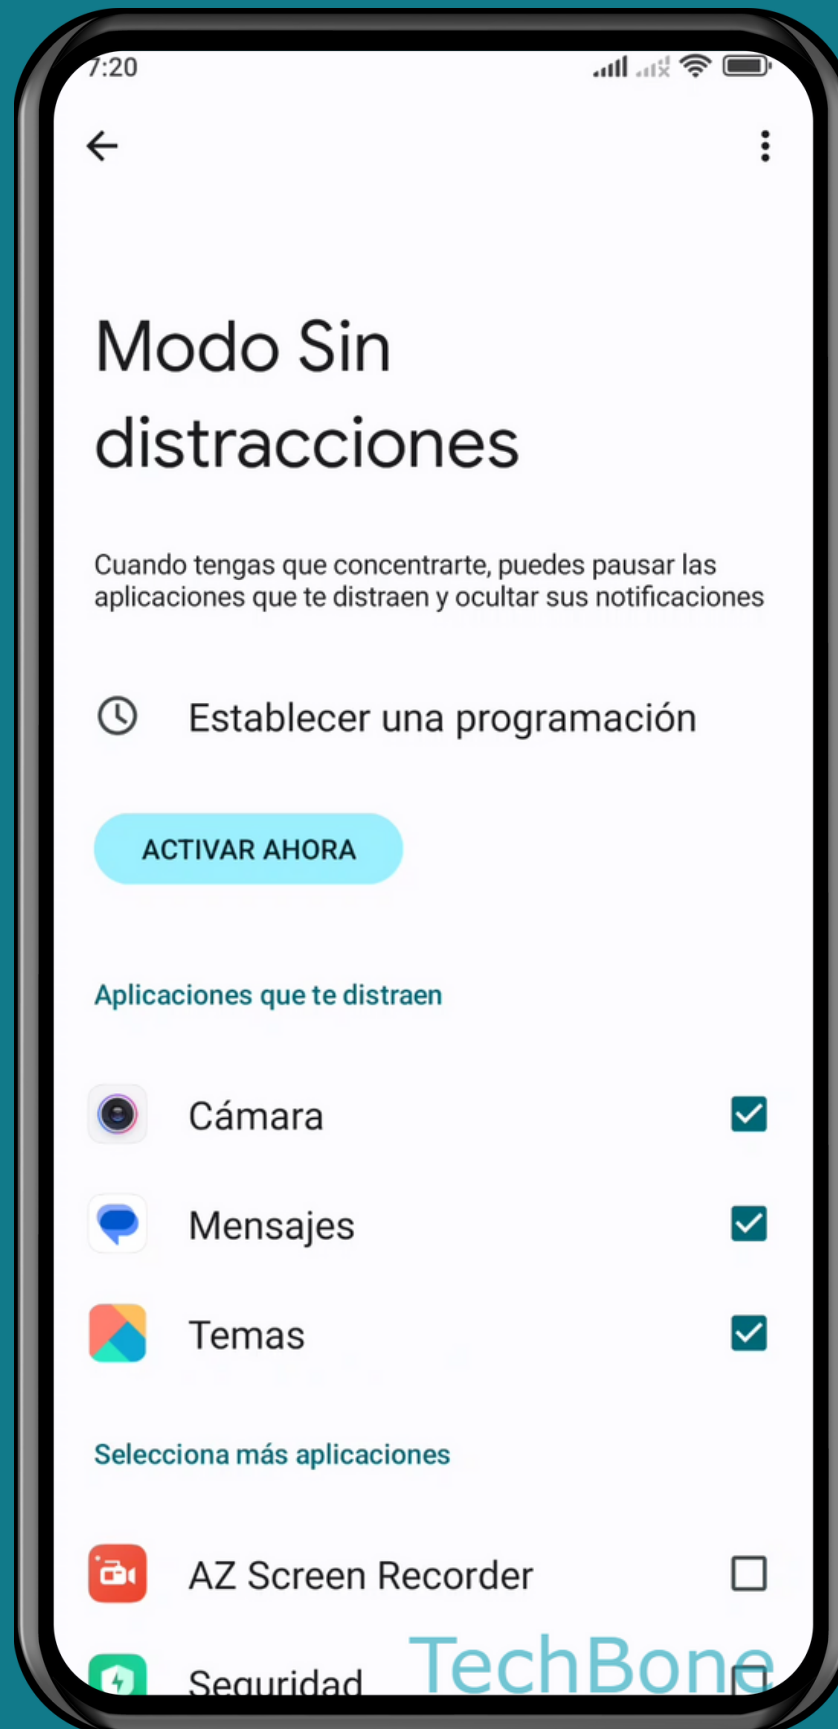 7:20
Modo Sin
distracciones
Cuando tengas que concentrarte, puedes pausar las
aplicaciones que te distraen y ocultar sus notificaciones
Establecer una programación
ACTIVAR AHORA
Aplicaciones que te distraen
Cámara
Mensajes
Temas
Selecciona más aplicaciones
AZ Screen Recorder
Seguridad
TechBone